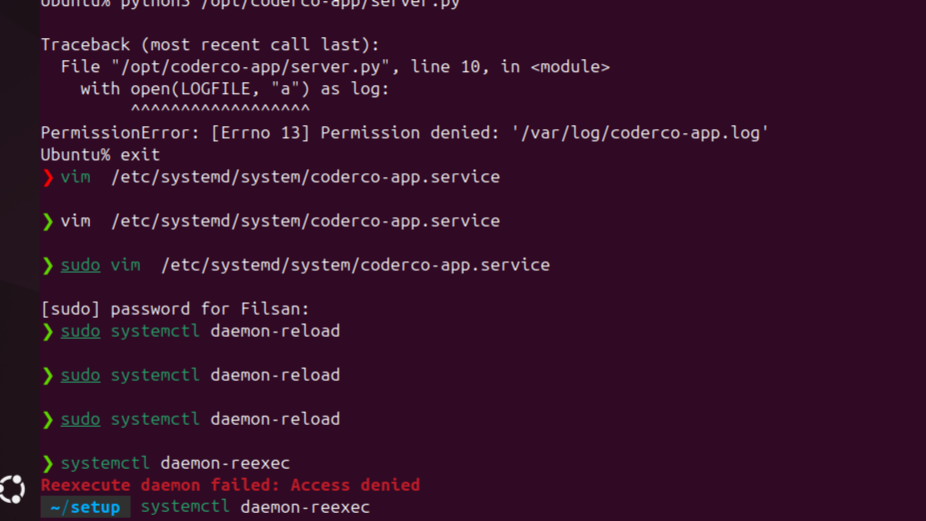 Ubuntu% python3 /opt/coderco-app/server.py
Traceback (most recent call last):
File "/opt/coderco-app/server.py", line 10, in <module>
with open(LOGFILE, "a") as log:
^^^^^^^^^^^^^^^^^^
PermissionError: [Errno 13] Permission denied: '/var/log/coderco-app.log'
Ubuntu% exit
❯ vim  /etc/systemd/system/coderco-app.service
❯ vim  /etc/systemd/system/coderco-app.service
❯ sudo vim  /etc/systemd/system/coderco-app.service
[sudo] password for Filsan:
❯ sudo systemctl daemon-reload
❯ sudo systemctl daemon-reload
❯ sudo systemctl daemon-reload
❯ systemctl daemon-reexec
Reexecute daemon failed: Access denied
~/setup systemctl daemon-reexec